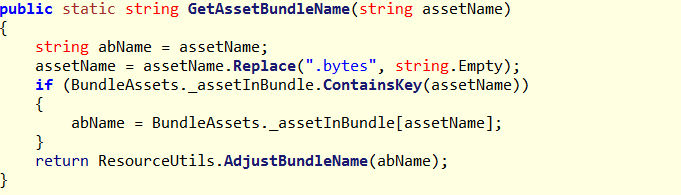 public static string GetAssetBundleName(string assetName)
{
    string abName = assetName;
    assetName = assetName.Replace(".bytes", string.Empty);
    if (BundleAssets._assetInBundle.ContainsKey(assetName))
    {
        abName = BundleAssets._assetInBundle[assetName];
    }
    return ResourceUtils.AdjustBundleName(abName);
}